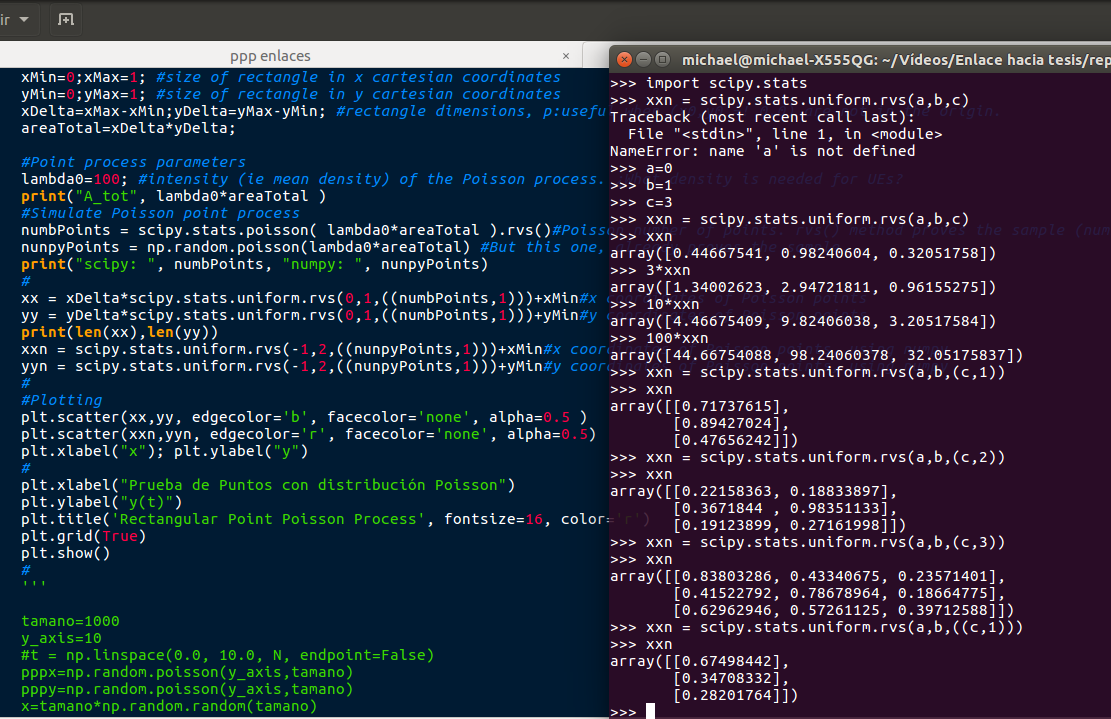 ir
ppp enlaces
xMin=0;xMax=1; #size of rectangle in x cartesian coordinates
yMin=0;yMax=1; #size of rectangle in y cartesian coordinates
xDelta=xMax-xMin;yDelta=yMax-yMin; #rectangle dimensions, p:useful
areaTotal=xDelta*yDelta;
#Point process parameters
lambda0=100; #intensity (ie mean density) of the Poisson process.
print("A_tot", lambda0*areaTotal )
#Simulate Poisson point process
numbPoints = scipy.stats.poisson( lambda0*areaTotal ).rvs()#Poisson
nunpyPoints = np.random.poisson(lambda0*areaTotal) #But this one,
print("scipy: ", numbPoints, "numpy: ", nunpyPoints)
#
xx = xDelta*scipy.stats.uniform.rvs(0,1,((numbPoints,1)))+xMin#x
yy = yDelta*scipy.stats.uniform.rvs(0,1,((numbPoints,1)))+yMin#y
print(len(xx),len(yy))
xxn = scipy.stats.uniform.rvs(-1,2,((nunpyPoints,1)))+xMin#x coor
yyn = scipy.stats.uniform.rvs(-1,2,((nunpyPoints,1)))+yMin#y coor
#
#Plotting
plt.scatter(xx,yy, edgecolor='b', facecolor='none', alpha=0.5 )
plt.scatter(xxn,yyn, edgecolor='r', facecolor='none', alpha=0.5)
plt.xlabel("x"); plt.ylabel("y")
#
plt.xlabel("Prueba de Puntos con distribución Poisson")
plt.ylabel("y(t)")
plt.title('Rectangular Point Poisson Process', fontsize=16, color='r')
plt.grid(True)
plt.show()
#
'''
tamano=1000
y_axis=10
#t = np.linspace(0.0, 10.0, N, endpoint=False)
pppx=np.random.poisson(y_axis,tamano)
pppy=np.random.poisson(y_axis,tamano)
x=tamano*np.random.random(tamano)
michael@michael-X555QG: ~/Vídeos/Enlace hacia tesis/rep
>>> import scipy.stats
>>> xxn = scipy.stats.uniform.rvs(a,b,c)
Traceback (most recent call last):
  File "<stdin>", line 1, in <module>
NameError: name 'a' is not defined
>>> a=0
>>> b=1
>>> c=3
>>> xxn = scipy.stats.uniform.rvs(a,b,c)
>>> xxn
array([0.44667541, 0.98240604, 0.32051758])
>>> 3*xxn
array([1.34002623, 2.94721811, 0.96155275])
>>> 10*xxn
array([4.46675409, 9.82406038, 3.20517584])
>>> 100*xxn
array([44.66754088, 98.24060378, 32.05175837])
>>> xxn = scipy.stats.uniform.rvs(a,b,(c,1))
>>> xxn
array([[0.71737615],
       [0.89427024],
       [0.47656242]])
>>> xxn = scipy.stats.uniform.rvs(a,b,(c,2))
>>> xxn
array([[0.22158363, 0.18833897],
       [0.3671844 , 0.98351133],
       [0.19123899, 0.27161998]])
>>> xxn = scipy.stats.uniform.rvs(a,b,(c,3))
>>> xxn
array([[0.83803286, 0.43340675, 0.23571401],
       [0.41522792, 0.78678964, 0.18664775],
       [0.62962946, 0.57261125, 0.39712588]])
>>> xxn = scipy.stats.uniform.rvs(a,b,((c,1)))
>>> xxn
array([[0.67498442],
       [0.34708332],
       [0.28201764]])
>>>